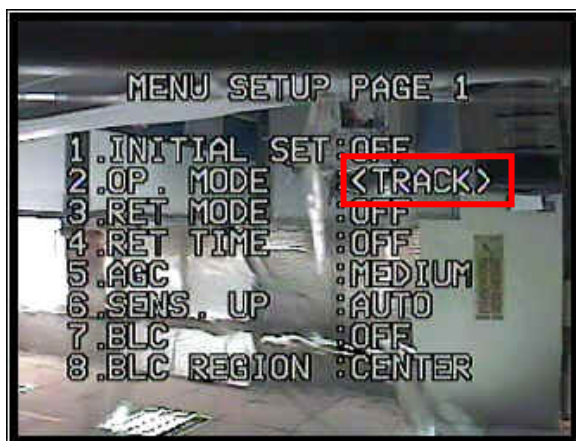 MENU SETUP PAGE 1
1.INITIAL SET:OFF
2.OP. MODE :<TRACK>
3.RET MODE :OFF
4.RET TIME :OFF
5.AGC :MEDIUM
6.SENS. UP :AUTO
7.BLC :OFF
8.BLC REGION :CENTER